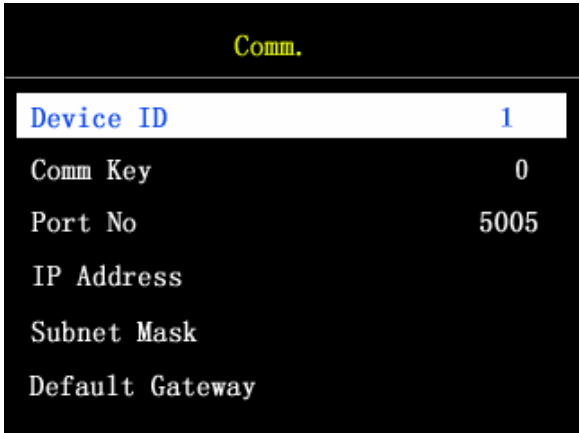 Comm.
Device ID 1
Comm Key 0
Port No 5005
IP Address
Subnet Mask
Default Gateway